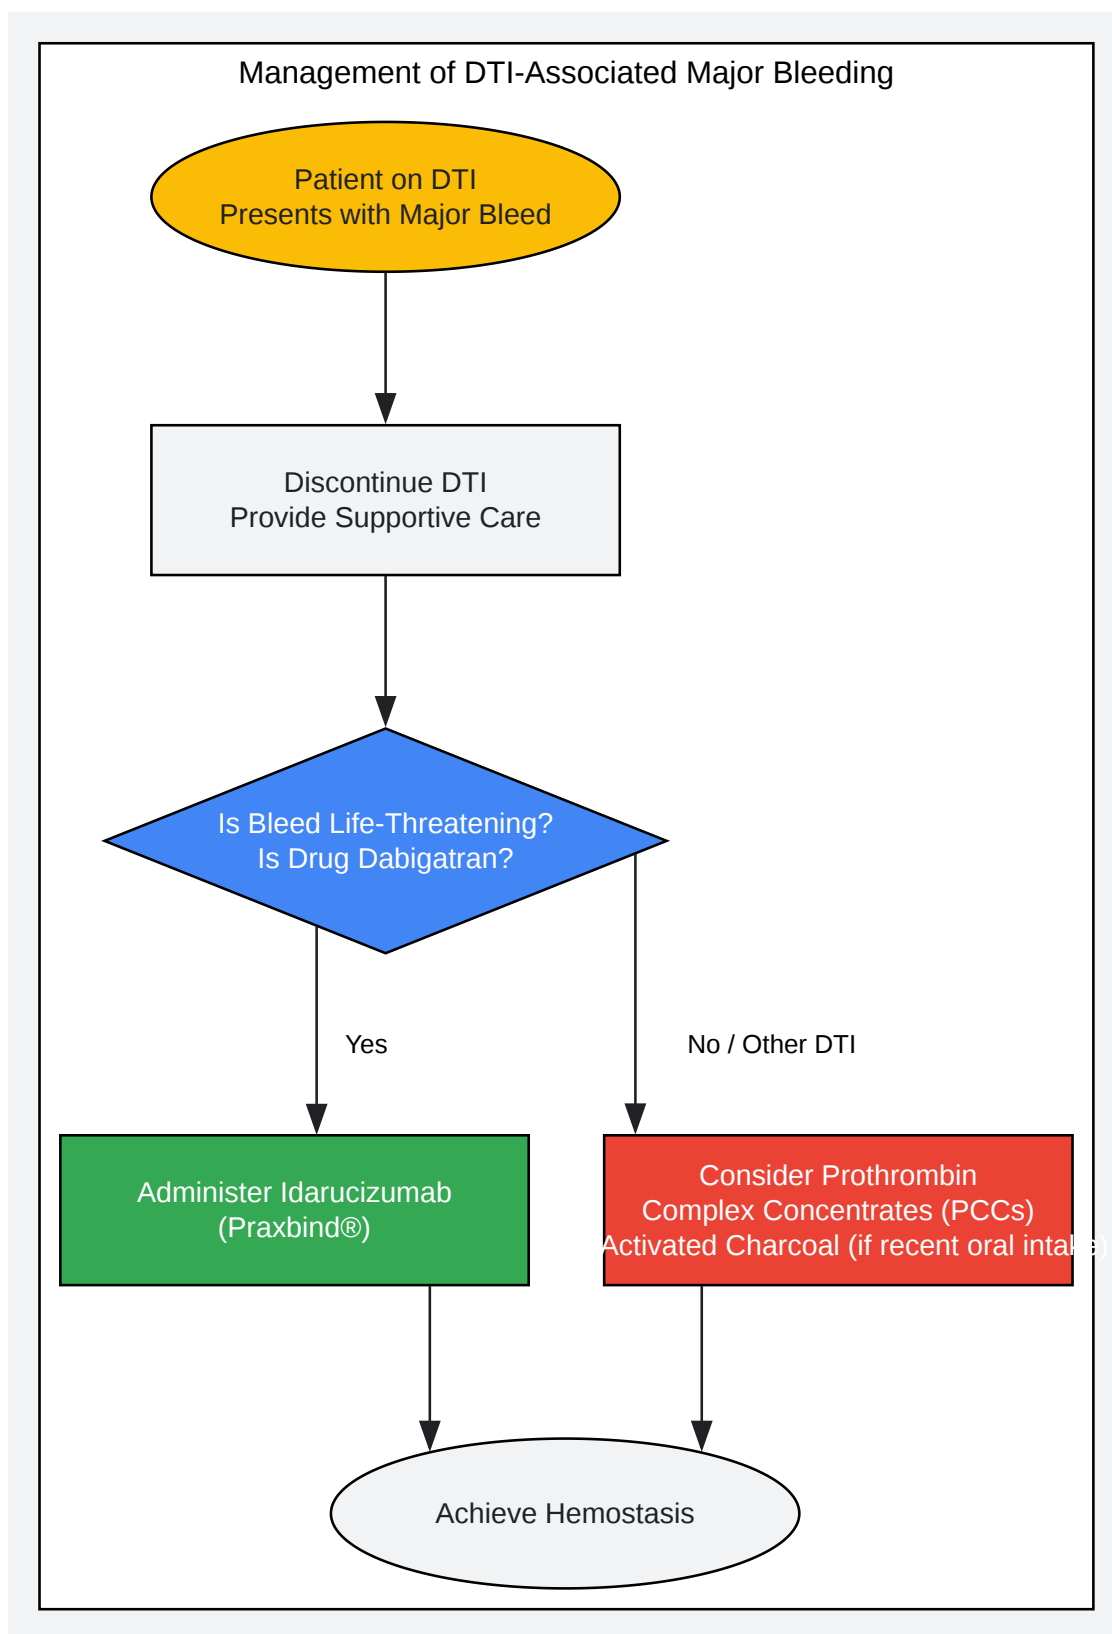 Management of DTI-Associated Major Bleeding
Patient on DTI
Presents with Major Bleed
Discontinue DTI
Provide Supportive Care
Is Bleed Life-Threatening?
Is Drug Dabigatran?
Yes
No / Other DTI
Administer Idarucizumab
(Praxbind®)
Consider Prothrombin
Complex Concentrates (PCCs)
Activated Charcoal (if recent oral intake)
Achieve Hemostasis